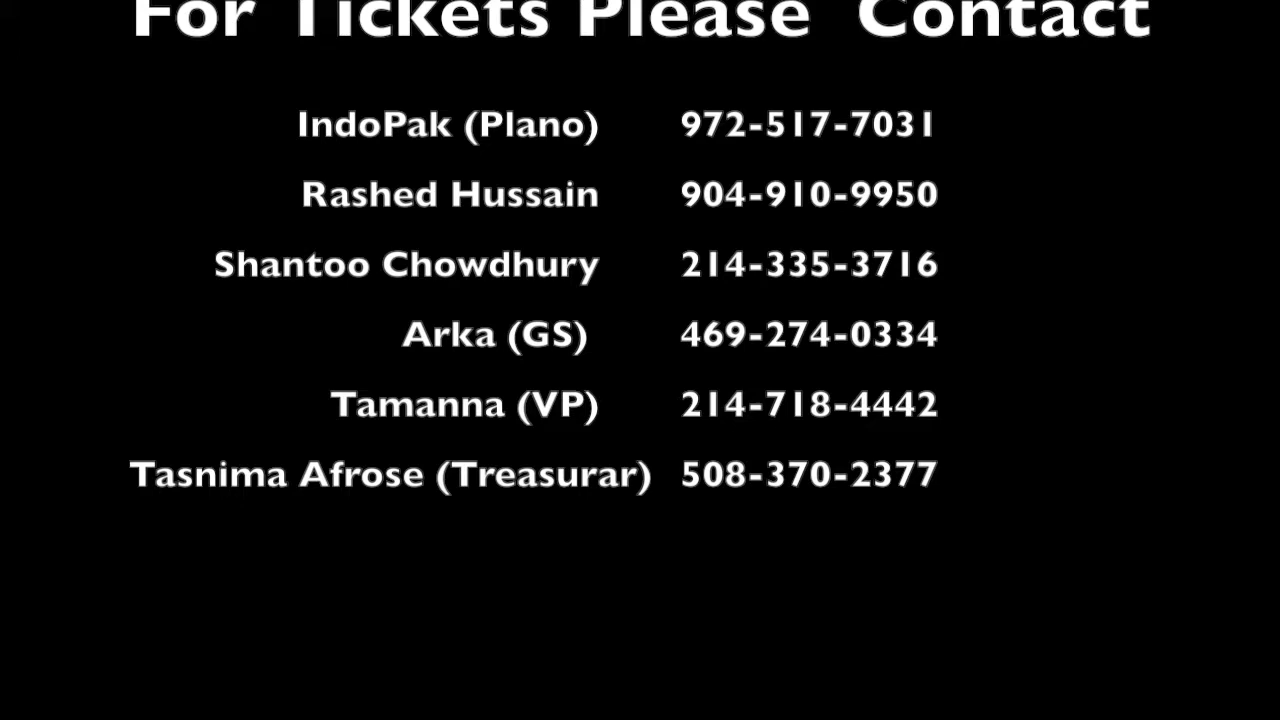 For Tickets Please Contact
IndoPak (Plano) 972-517-7031
Rashed Hussain 904-910-9950
Shantoo Chowdhury 214-335-3716
Arka (GS) 469-274-0334
Tamanna (VP) 214-718-4442
Tasnima Afrose (Treasurar) 508-370-2377